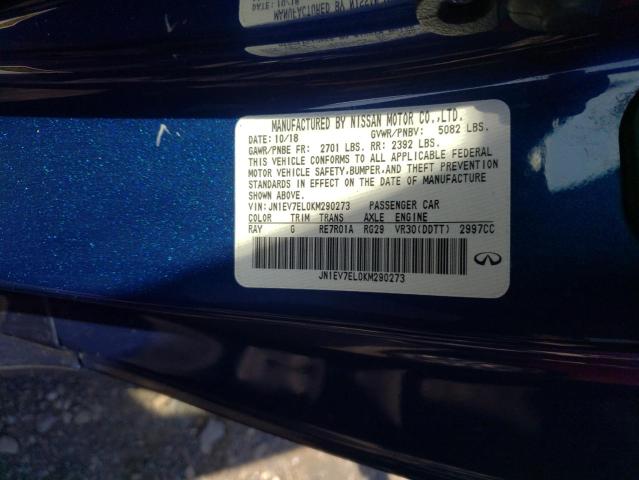 MANUFACTURED BY NISSAN MOTOR CO.,LTD.
DATE: 10/18 GVWR/PNBV: 5082 LBS.
GAWR/PNBE FR: 2701 LBS. RR: 2392 LBS.
THIS VEHICLE CONFORMS TO ALL APPLICABLE FEDERAL
MOTOR VEHICLE SAFETY,BUMPER,AND THEFT PREVENTION
STANDARDS IN EFFECT ON THE DATE OF MANUFACTURE
SHOWN ABOVE.
VIN: JN1EV7EL0KM290273 PASSENGER CAR
COLOR TRIM TRANS AXLE ENGINE
RAY G RE7R01A RG29 VR30(DDTT) 2997CC
JN1EV7EL0KM290273